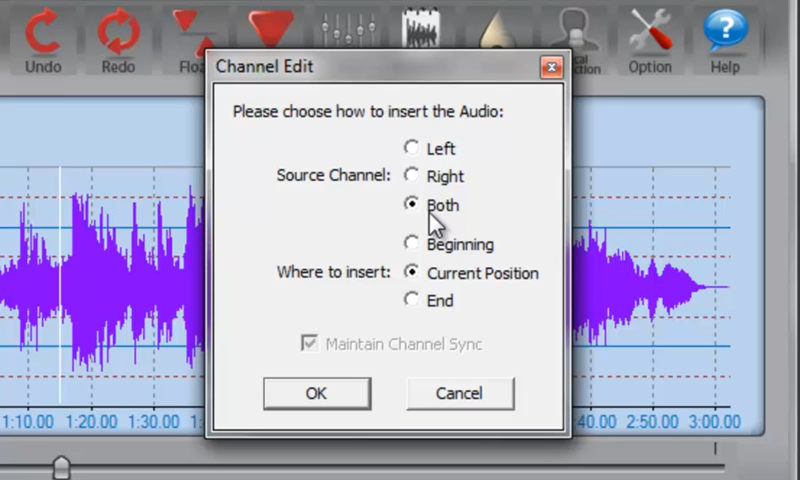 Undo Redo Floa Option Help
Channel Edit
Please choose how to insert the Audio:
Left
Source Channel: Right
Both
Beginning
Where to insert: Current Position
End
Maintain Channel Sync
OK Cancel
1:10.00 1:20.00 1:30.00 2:50.00 3:00.00